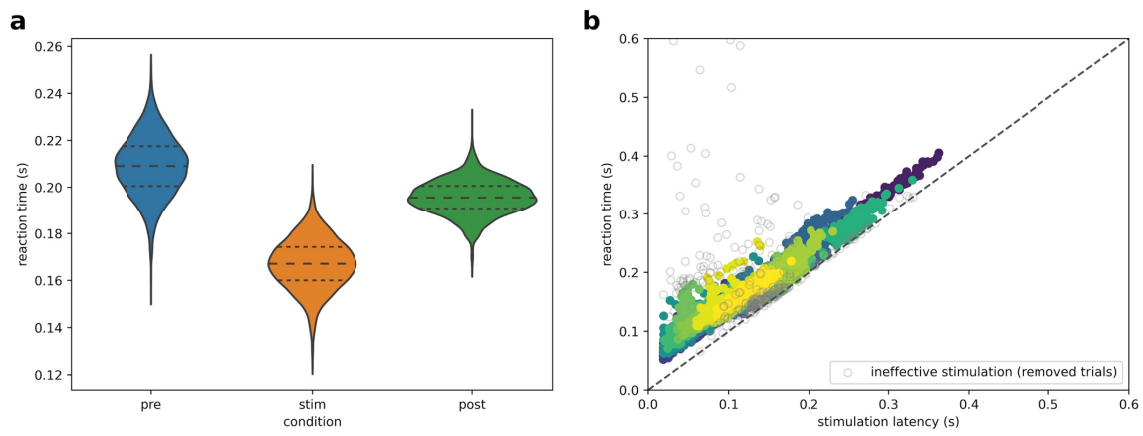 a
0.26
0.24
0.22
0.20
0.18
0.16
0.14
0.12
reaction time (s)
pre
stim
post
condition
b
0.6
0.5
0.4
0.3
0.2
0.1
0.0
reaction time (s)
ineffective stimulation (removed trials)
0.0
0.1
0.2
0.3
0.4
0.5
0.6
stimulation latency (s)